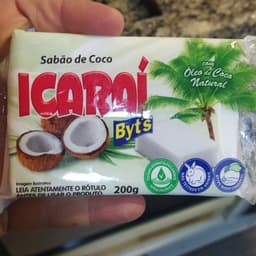 Sabão de Coco
ICARAÍ
Byt's
com
Óleo de Coco
Natural
Imagem Ilustrativa
LEIA ATENTAMENTE O RÓTULO
ANTES DE USAR O PRODUTO.
200g